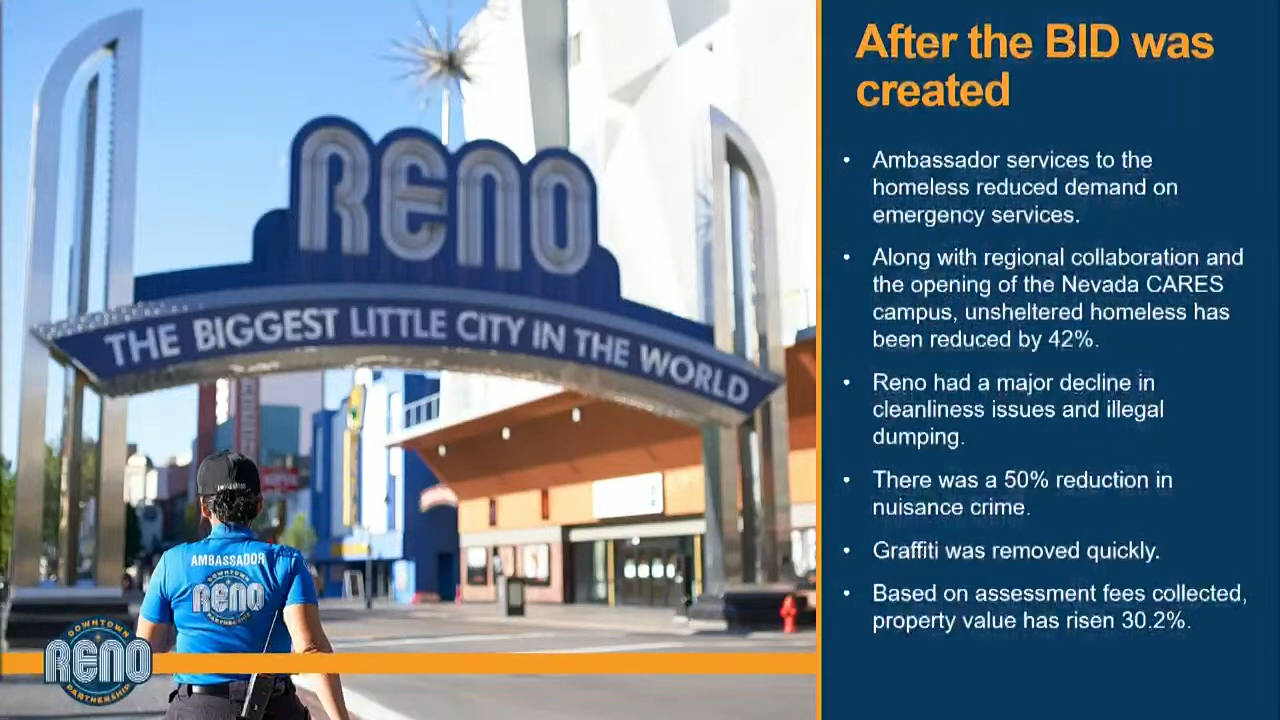 RENO
THE BIGGEST LITTLE CITY IN THE WORLD
AMBASSADOR
DOWNTOWN
RENO
PARTNERSHIP
DOWNTOWN
RENO
PARTNERSHIP
After the BID was
created
• Ambassador services to the
homeless reduced demand on
emergency services.
• Along with regional collaboration and
the opening of the Nevada CARES
campus, unsheltered homeless has
been reduced by 42%.
• Reno had a major decline in
cleanliness issues and illegal
dumping.
• There was a 50% reduction in
nuisance crime.
• Graffiti was removed quickly.
• Based on assessment fees collected,
property value has risen 30.2%.